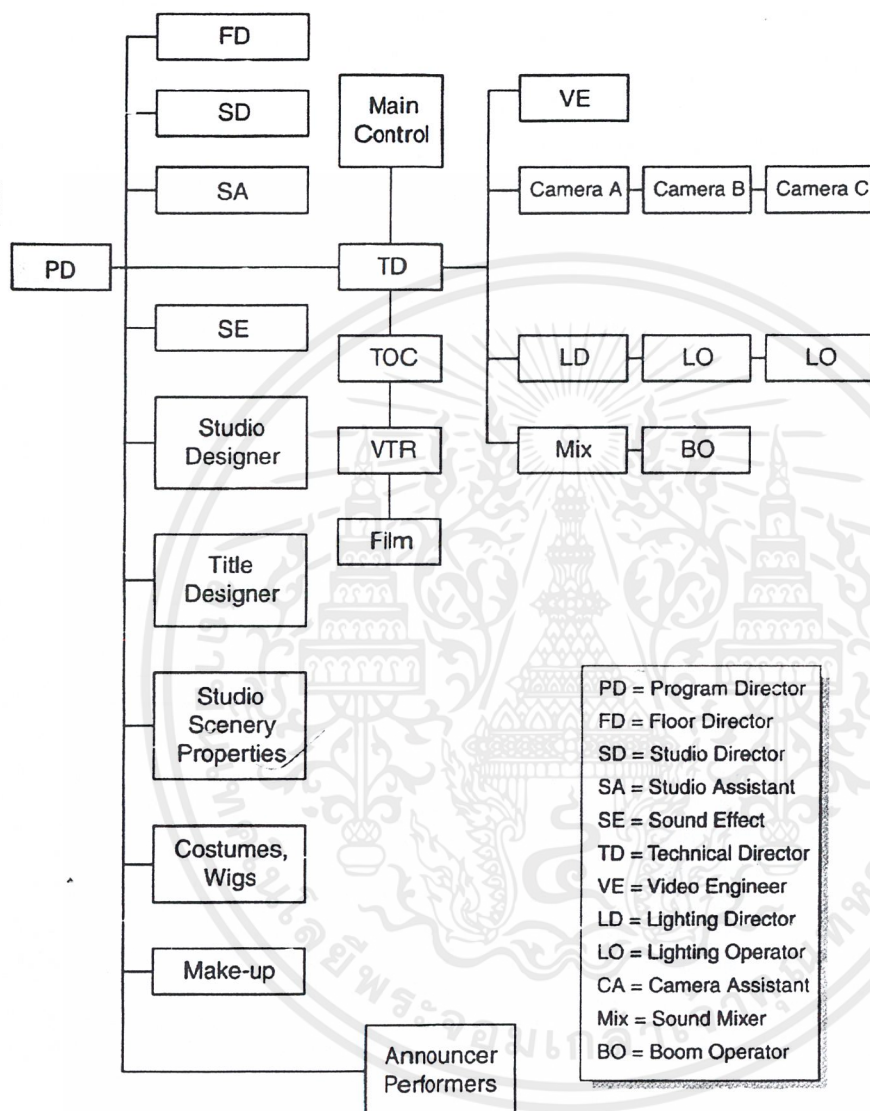 FD
SD
SA
PD
SE
Studio
Designer
Title
Designer
Studio
Scenery
Properties
Costumes,
Wigs
Make-up
Announcer
Performers
Main
Control
TD
TOC
VTR
Film
VE
Camera A
Camera B
Camera C
LD
LO
LO
Mix
BO
PD = Program Director
FD = Floor Director
SD = Studio Director
SA = Studio Assistant
SE = Sound Effect
TD = Technical Director
VE = Video Engineer
LD = Lighting Director
LO = Lighting Operator
CA = Camera Assistant
Mix = Sound Mixer
BO = Boom Operator